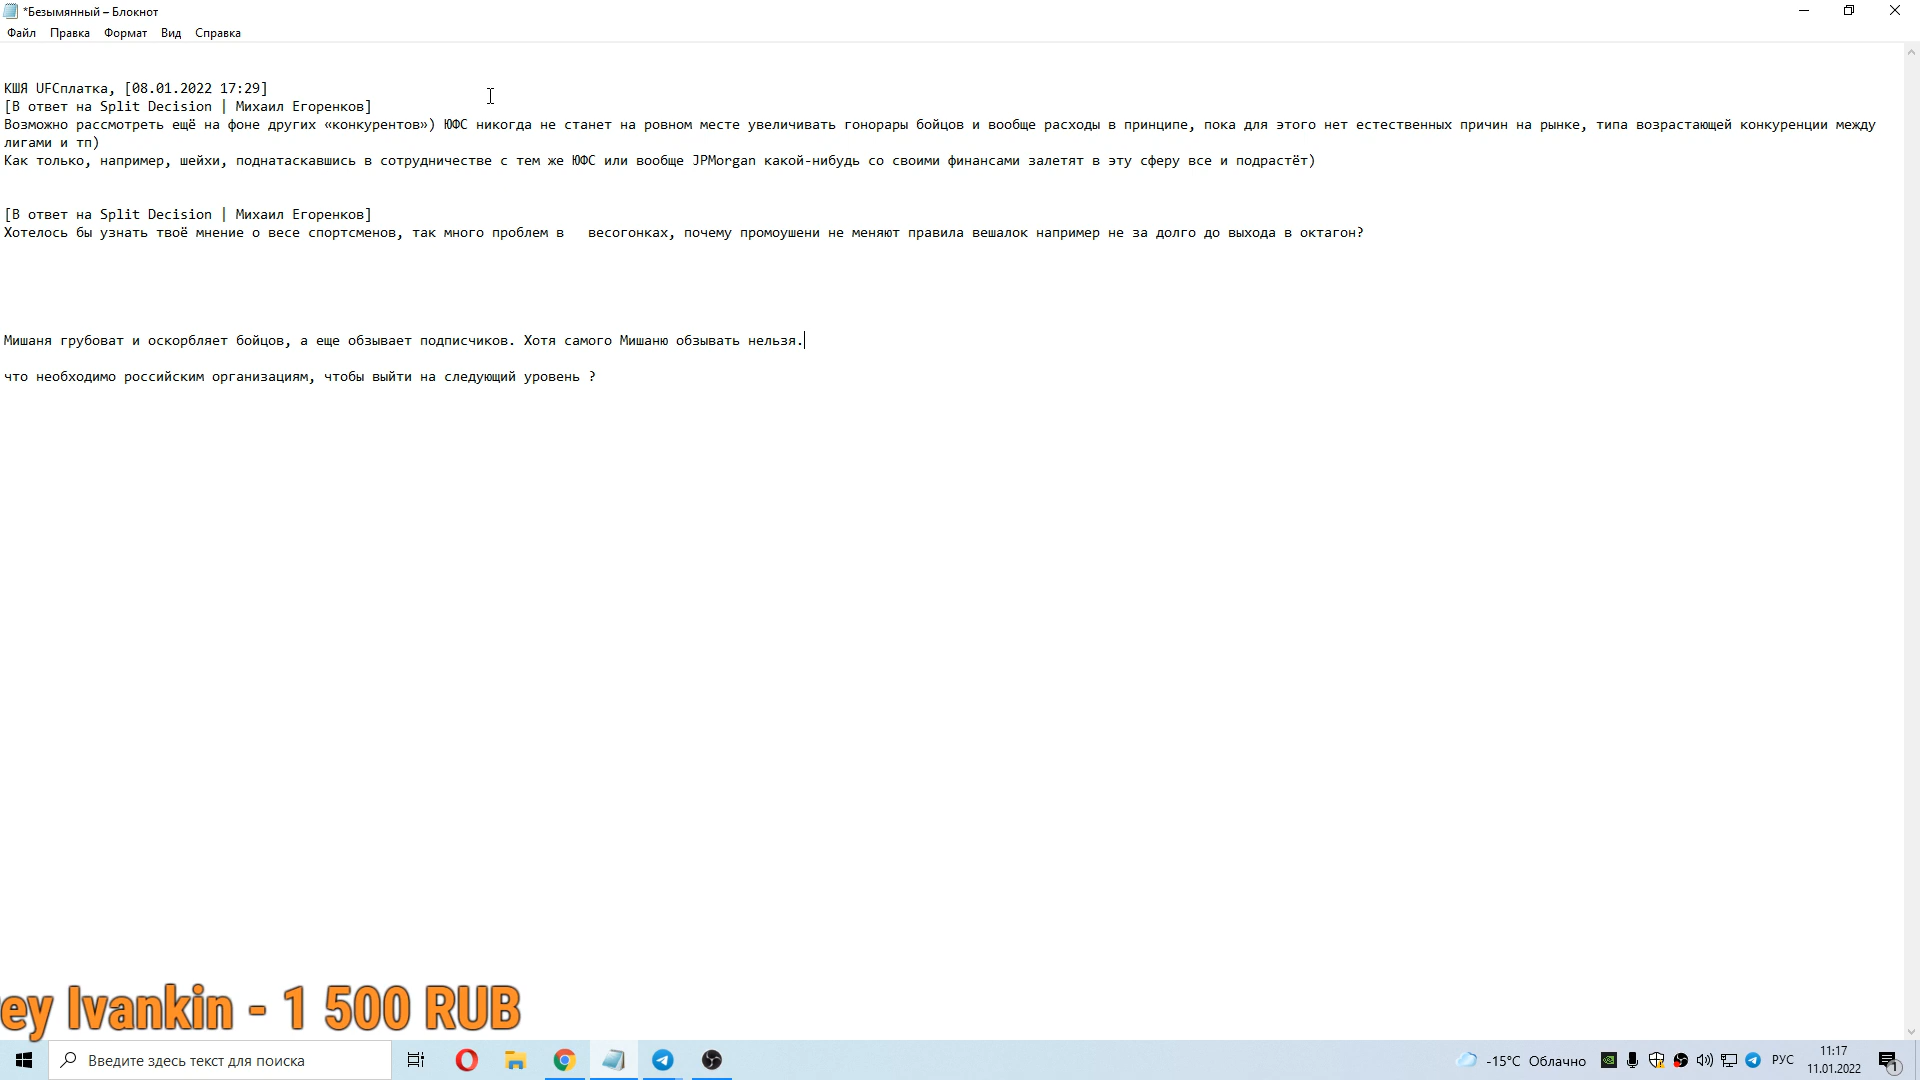 *Безымянный – Блокнот
Файл Правка Формат Вид Справка
КШЯ UFCплатка, [08.01.2022 17:29]
[В ответ на Split Decision | Михаил Егоренков]
Возможно рассмотреть ещё на фоне других «конкурентов») ЮФС никогда не станет на ровном месте увеличивать гонорары бойцов и вообще расходы в принципе, пока для этого нет естественных причин на рынке, типа возрастающей конкуренции между
лигами и тп)
Как только, например, шейхи, поднатаскавшись в сотрудничестве с тем же ЮФС или вообще JPMorgan какой-нибудь со своими финансами залетят в эту сферу все и подрастёт)
[В ответ на Split Decision | Михаил Егоренков]
Хотелось бы узнать твоё мнение о весе спортсменов, так много проблем в   весогонках, почему промоушени не меняют правила вешалок например не за долго до выхода в октагон?
Мишаня грубоват и оскорбляет бойцов, а еще обзывает подписчиков. Хотя самого Мишаню обзывать нельзя.
что необходимо российским организациям, чтобы выйти на следующий уровень ?
ey Ivankin - 1 500 RUB
Введите здесь текст для поиска
-15°C Облачно
РУС
11:17
11.01.2022
1